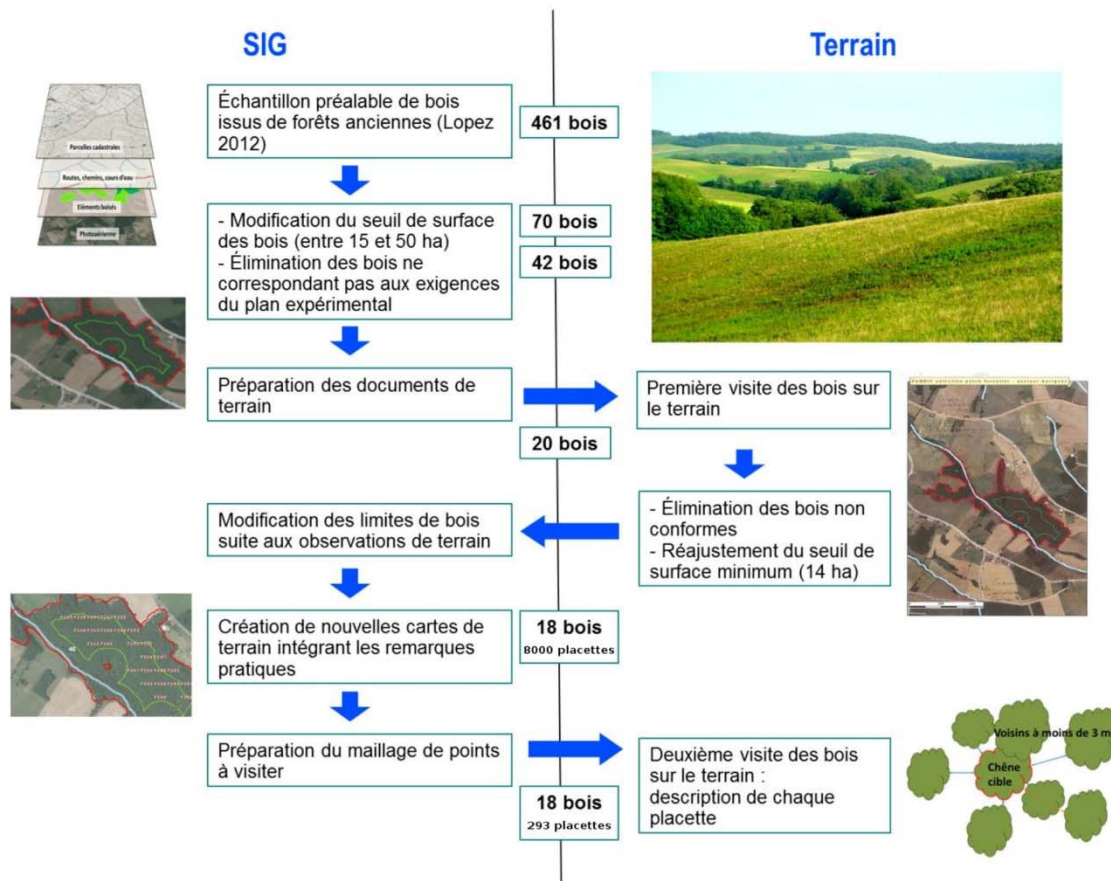 SIG
Terrain
Parcelles cadastrales
Routes, chemins, cours d'eau
Eléments boisés
Photoaérienne
Échantillon préalable de bois
issus de forêts anciennes (Lopez
2012)
461 bois
- Modification du seuil de surface
des bois (entre 15 et 50 ha)
- Élimination des bois ne
correspondant pas aux exigences
du plan expérimental
70 bois
42 bois
Préparation des documents de
terrain
Première visite des bois sur
le terrain
20 bois
- Élimination des bois non
conformes
- Réajustement du seuil de
surface minimum (14 ha)
Modification des limites de bois
suite aux observations de terrain
Création de nouvelles cartes de
terrain intégrant les remarques
pratiques
18 bois
8000 placettes
Préparation du maillage de points
à visiter
Deuxième visite des bois
sur le terrain :
description de chaque
placette
18 bois
293 placettes
Voisins à moins de 3 m
Chêne
cible